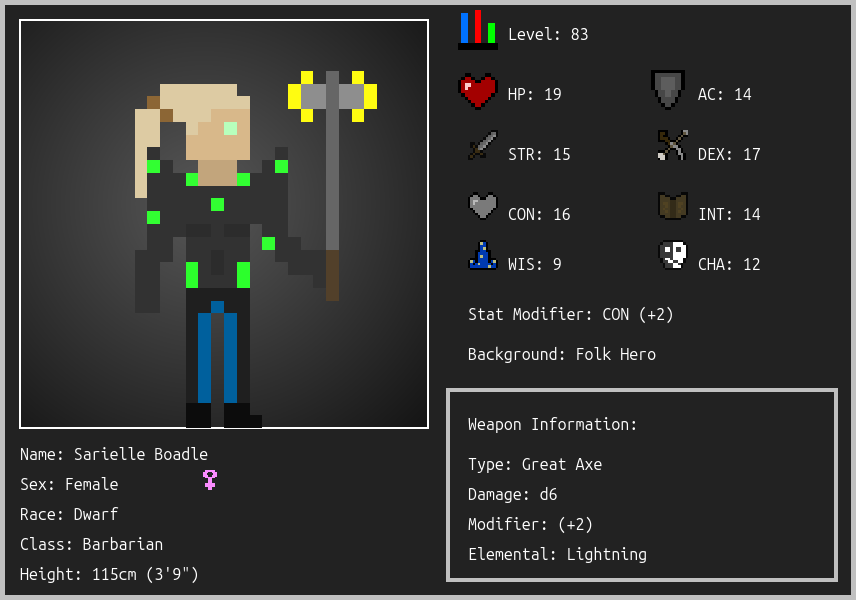 Level: 83
HP: 19
AC: 14
STR: 15
DEX: 17
CON: 16
INT: 14
WIS: 9
CHA: 12
Stat Modifier: CON (+2)
Background: Folk Hero
Weapon Information:
Type: Great Axe
Damage: d6
Modifier: (+2)
Elemental: Lightning
Name: Sarielle Boadle
Sex: Female
Race: Dwarf
Class: Barbarian
Height: 115cm (3'9")